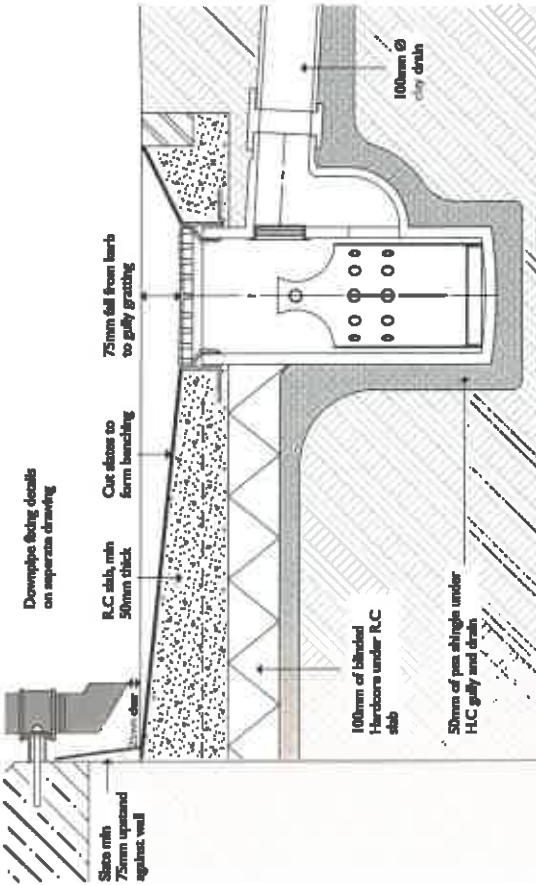 Downpipe fixing details
on seperate drawing
Slate min
75mm upstand
against wall
R.C slab, min
50mm thick
Cut slates to
form benching
75mm fall from kerb
to gully gratting
100mm Ø
clay drain
100mm of blinded
Hardcore under R.C
slab
50mm of pea shingle under
H.C gully and drain